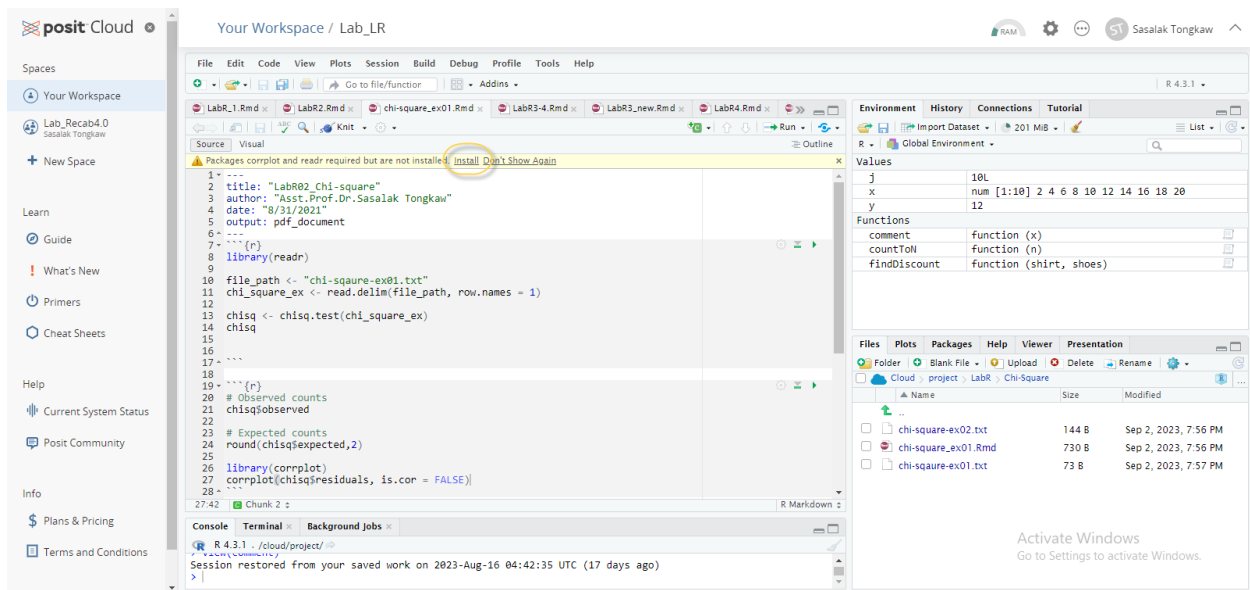 posit Cloud
Your Workspace / Lab_LR
RAM
ST
Sasalak Tongkaw
Spaces
Your Workspace
Lab_Recab4.0
Sasalak Tongkaw
New Space
Learn
Guide
What's New
Primers
Cheat Sheets
Help
Current System Status
Posit Community
Info
Plans & Pricing
Terms and Conditions
File Edit Code View Plots Session Build Debug Profile Tools Help
Go to file/function
Addins
R 4.3.1
LabR_1.Rmd LabR2.Rmd chi-square_ex01.Rmd LabR3-4.Rmd LabR3_new.Rmd LabR4.Rmd
ABC Knit Run
Source Visual Outline
Packages corrplot and readr required but are not installed. Install Don't Show Again
1 ---
2 title: "LabR02_Chi-square"
3 author: "Asst.Prof.Dr.Sasalak Tongkaw"
4 date: "8/31/2021"
5 output: pdf_document
6 ---
7 ```{r}
8 library(readr)
9
10 file_path <- "chi-sqaure-ex01.txt"
11 chi_square_ex <- read.delim(file_path, row.names = 1)
12
13 chisq <- chisq.test(chi_square_ex)
14 chisq
15
16
17 ```
18
19 ```{r}
20 # Observed counts
21 chisq$observed
22
23 # Expected counts
24 round(chisq$expected,2)
25
26 library(corrplot)
27 corrplot(chisq$residuals, is.cor = FALSE)
28 ```
27:42 C Chunk 2 R Markdown
Console Terminal Background Jobs
R R 4.3.1 . /cloud/project/
> View(comment)
Session restored from your saved work on 2023-Aug-16 04:42:35 UTC (17 days ago)
>
Environment History Connections Tutorial
Import Dataset 201 MiB List
R Global Environment
Values
j 10L
x num [1:10] 2 4 6 8 10 12 14 16 18 20
y 12
Functions
comment function (x)
countToN function (n)
findDiscount function (shirt, shoes)
Files Plots Packages Help Viewer Presentation
Folder Blank File Upload Delete Rename
Cloud > project > LabR > Chi-Square R ...
Name Size Modified
..
chi-square-ex02.txt 144 B Sep 2, 2023, 7:56 PM
chi-square_ex01.Rmd 730 B Sep 2, 2023, 7:56 PM
chi-sqaure-ex01.txt 73 B Sep 2, 2023, 7:57 PM
Activate Windows
Go to Settings to activate Windows.